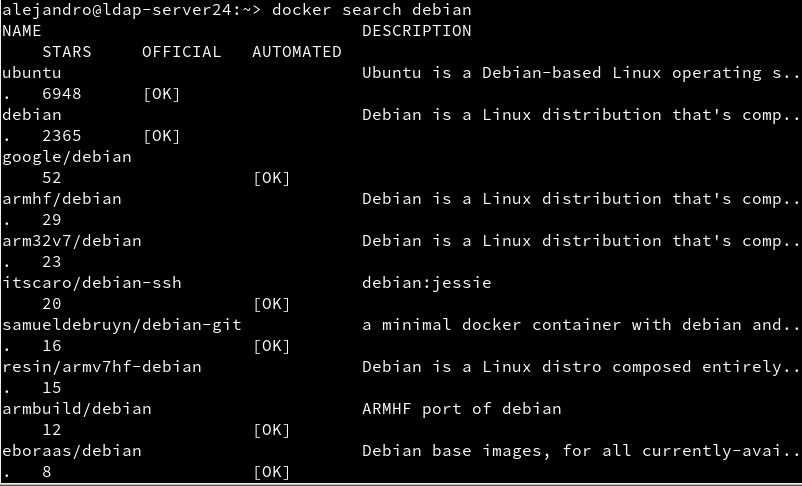 alejandro@ldap-server24:~> docker search debian
NAME                                DESCRIPTION
    STARS     OFFICIAL   AUTOMATED
ubuntu                              Ubuntu is a Debian-based Linux operating s..
.   6948      [OK]
debian                              Debian is a Linux distribution that's comp..
.   2365      [OK]
google/debian
    52                   [OK]
armhf/debian                        Debian is a Linux distribution that's comp..
.   29
arm32v7/debian                      Debian is a Linux distribution that's comp..
.   23
itscaro/debian-ssh                  debian:jessie
    20                   [OK]
samueldebruyn/debian-git            a minimal docker container with debian and..
.   16                   [OK]
resin/armv7hf-debian                Debian is a Linux distro composed entirely..
.   15
armbuild/debian                     ARMHF port of debian
    12                   [OK]
eboraas/debian                      Debian base images, for all currently-avai..
.   8                    [OK]